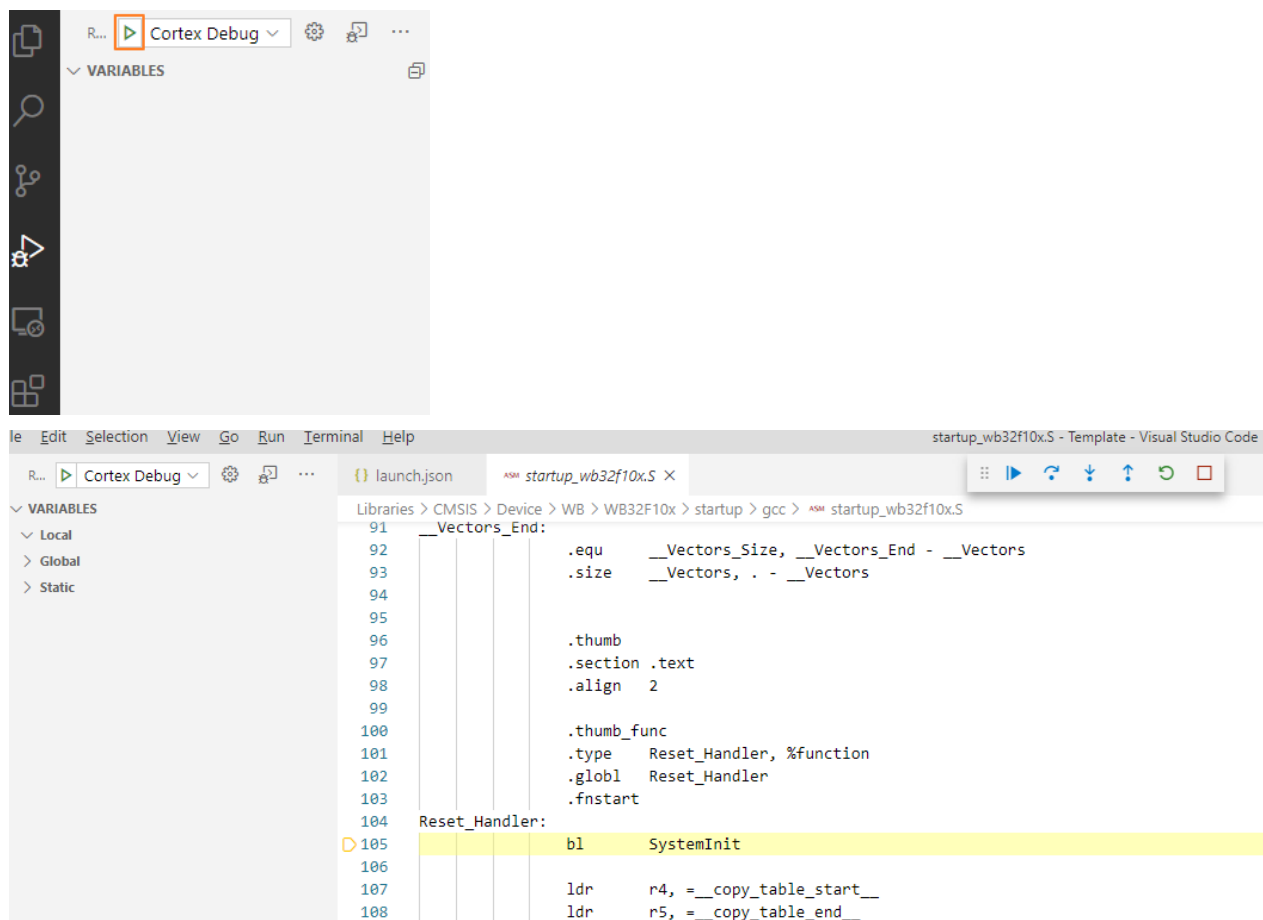 R... Cortex Debug
VARIABLES
le Edit Selection View Go Run Terminal Help startup_wb32f10x.S - Template - Visual Studio Code
R... Cortex Debug ... {} launch.json ASM startup_wb32f10x.S
VARIABLES
Libraries > CMSIS > Device > WB > WB32F10x > startup > gcc > ASM startup_wb32f10x.S
Local
Global
Static
91 __Vectors_End:
92 .equ __Vectors_Size, __Vectors_End - __Vectors
93 .size __Vectors, . - __Vectors
94
95
96 .thumb
97 .section .text
98 .align 2
99
100 .thumb_func
101 .type Reset_Handler, %function
102 .globl Reset_Handler
103 .fnstart
104 Reset_Handler:
105 bl SystemInit
106
107 ldr r4, =__copy_table_start__
108 ldr r5, =__copy_table_end__